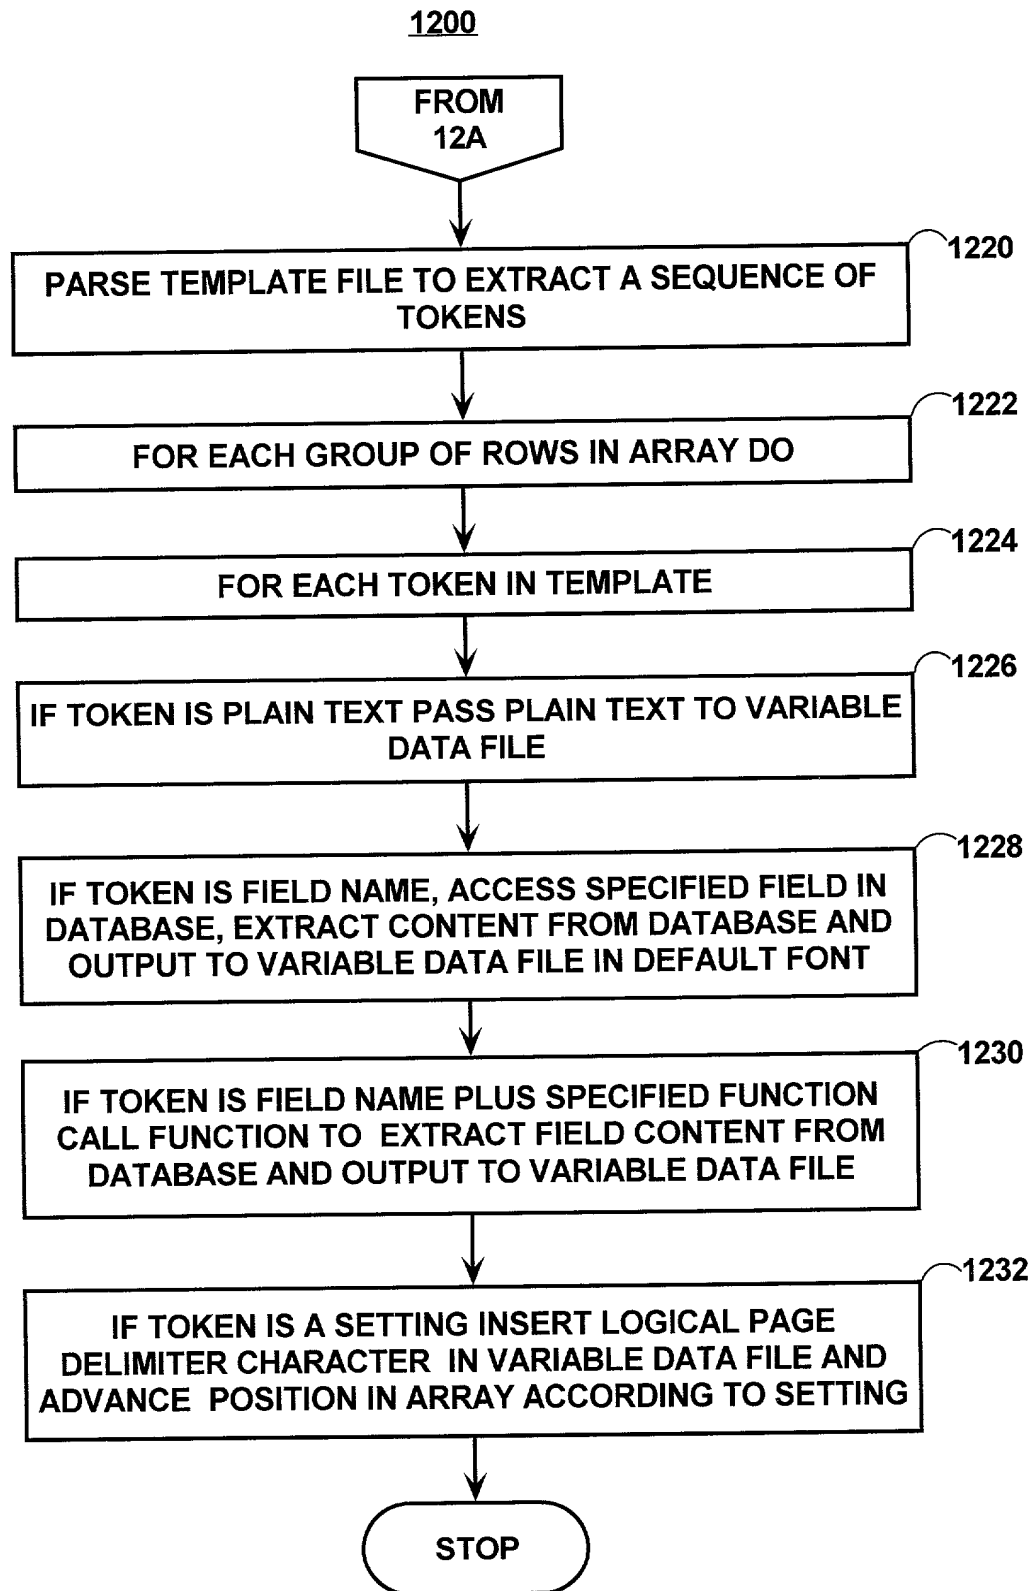 1200
FROM
12A
1220
PARSE TEMPLATE FILE TO EXTRACT A SEQUENCE OF
TOKENS
1222
FOR EACH GROUP OF ROWS IN ARRAY DO
1224
FOR EACH TOKEN IN TEMPLATE
1226
IF TOKEN IS PLAIN TEXT PASS PLAIN TEXT TO VARIABLE
DATA FILE
1228
IF TOKEN IS FIELD NAME, ACCESS SPECIFIED FIELD IN
DATABASE, EXTRACT CONTENT FROM DATABASE AND
OUTPUT TO VARIABLE DATA FILE IN DEFAULT FONT
1230
IF TOKEN IS FIELD NAME PLUS SPECIFIED FUNCTION
CALL FUNCTION TO EXTRACT FIELD CONTENT FROM
DATABASE AND OUTPUT TO VARIABLE DATA FILE
1232
IF TOKEN IS A SETTING INSERT LOGICAL PAGE
DELIMITER CHARACTER IN VARIABLE DATA FILE AND
ADVANCE POSITION IN ARRAY ACCORDING TO SETTING
STOP